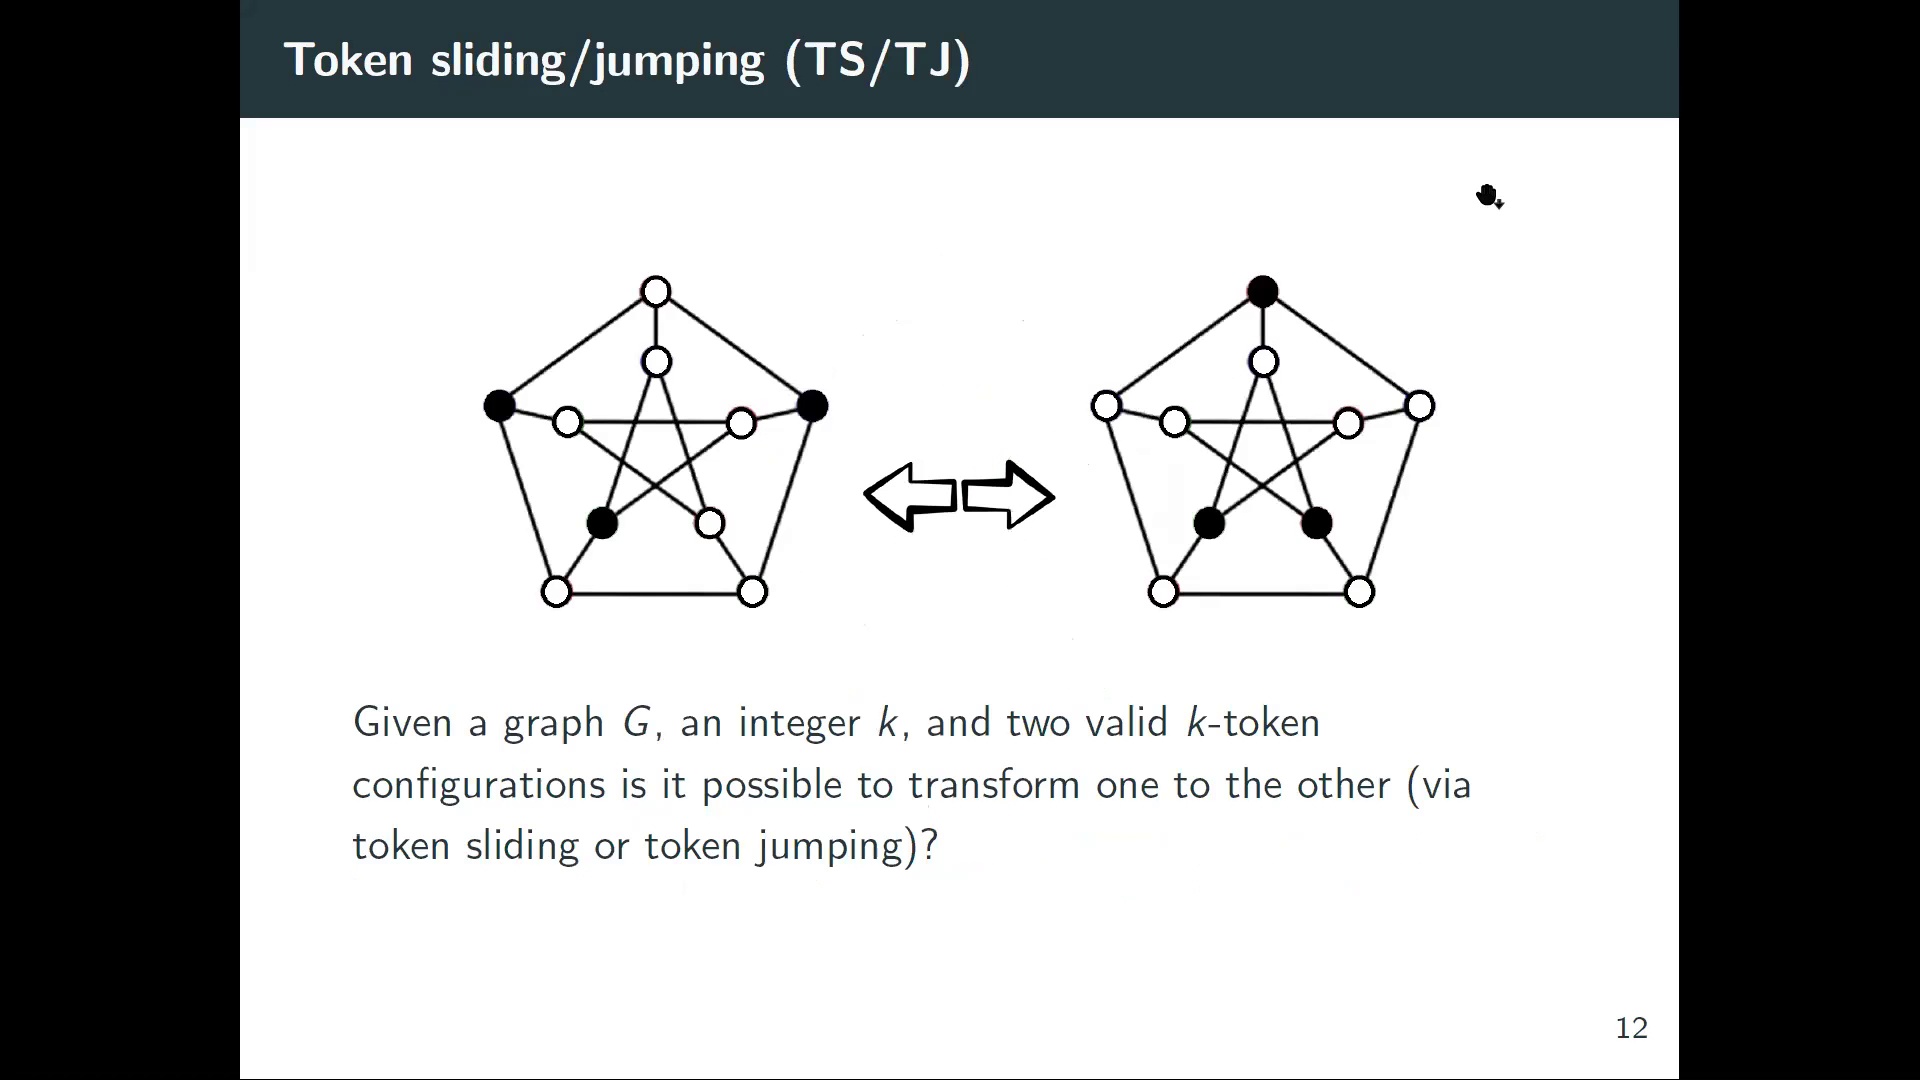 Token sliding/jumping (TS/TJ)
Given a graph G, an integer k, and two valid k-token
configurations is it possible to transform one to the other (via
token sliding or token jumping)?
12